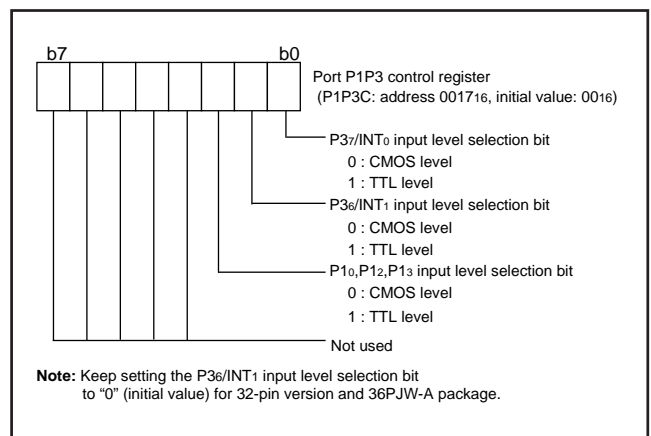 b7 b0
Port P1P3 control register
(P1P3C: address 001716, initial value: 0016)
P37/INT0 input level selection bit
0 : CMOS level
1 : TTL level
P36/INT1 input level selection bit
0 : CMOS level
1 : TTL level
P10,P12,P13 input level selection bit
0 : CMOS level
1 : TTL level
Not used
Note: Keep setting the P36/INT1 input level selection bit
to “0” (initial value) for 32-pin version and 36PJW-A package.